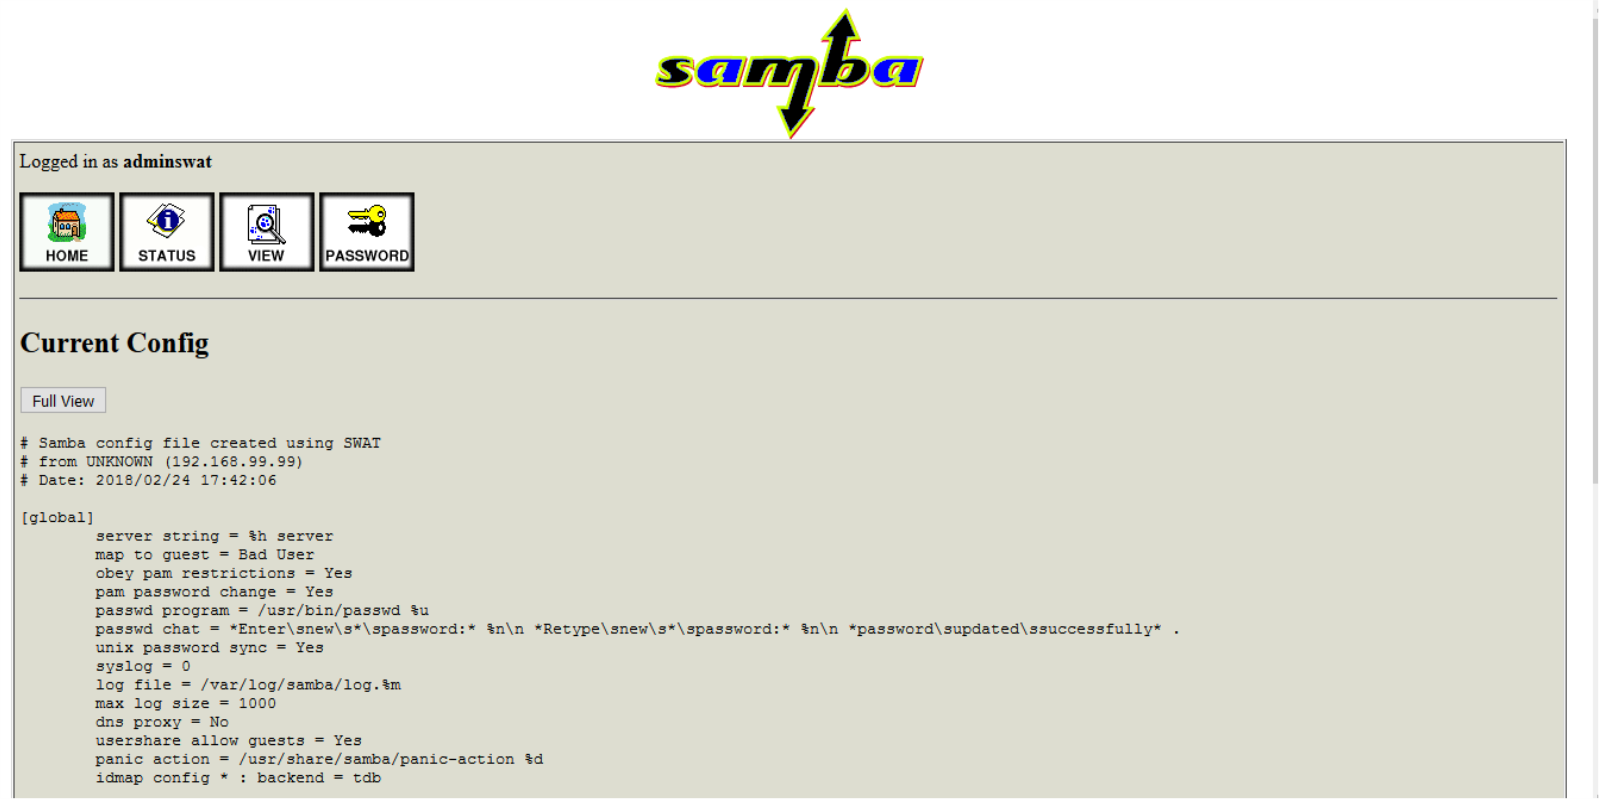 samba
Logged in as adminswat
HOME STATUS VIEW PASSWORD
Current Config
Full View
# Samba config file created using SWAT
# from UNKNOWN (192.168.99.99)
# Date: 2018/02/24 17:42:06
[global]
server string = %h server
map to guest = Bad User
obey pam restrictions = Yes
pam password change = Yes
passwd program = /usr/bin/passwd %u
passwd chat = *Enter\snew\s*\spassword:* %n\n *Retype\snew\s*\spassword:* %n\n *password\supdated\ssuccessfully* .
unix password sync = Yes
syslog = 0
log file = /var/log/samba/log.%m
max log size = 1000
dns proxy = No
usershare allow guests = Yes
panic action = /usr/share/samba/panic-action %d
idmap config * : backend = tdb